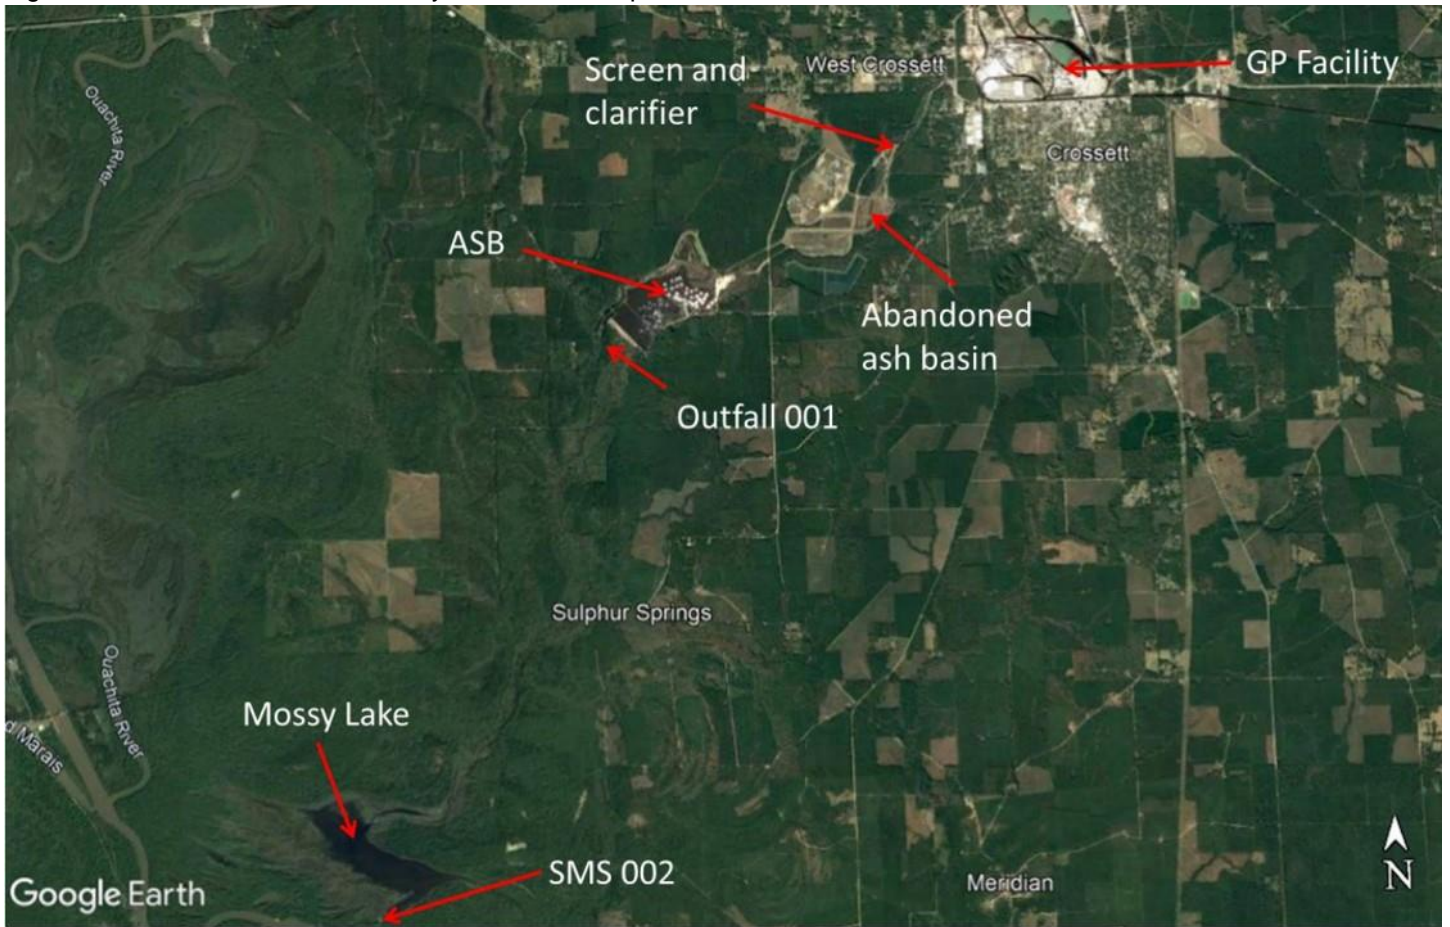 Screen and
clarifier
West Crossett
GP Facility
Ouachita River
Crossett
ASB
Abandoned
ash basin
Outfall 001
Sulphur Springs
Ouachita River
Mossy Lake
d Marais
SMS 002
Meridian
N
Google Earth